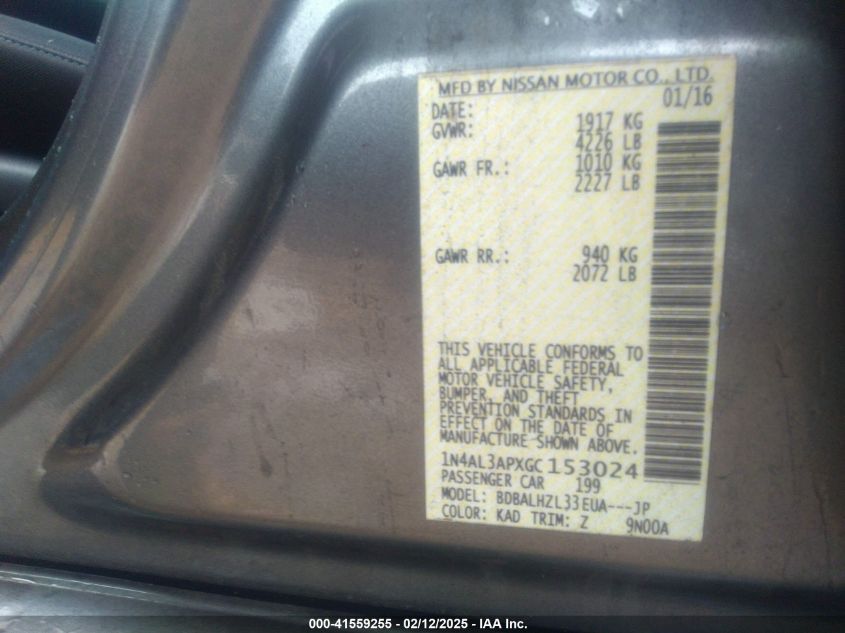 MFD BY NISSAN MOTOR CO., LTD.
DATE: 01/16
GVWR: 1917 KG
4226 LB
GAWR FR.: 1010 KG
2227 LB
GAWR RR.: 940 KG
2072 LB
THIS VEHICLE CONFORMS TO
ALL APPLICABLE FEDERAL
MOTOR VEHICLE SAFETY,
BUMPER, AND THEFT
PREVENTION STANDARDS IN
EFFECT ON THE DATE OF
MANUFACTURE SHOWN ABOVE.
1N4AL3APXGC153024
PASSENGER CAR 199
MODEL: BDBALHZL33EUA---JP
COLOR: KAD TRIM: Z 9N00A
000-41559255 - 02/12/2025 - IAA Inc.